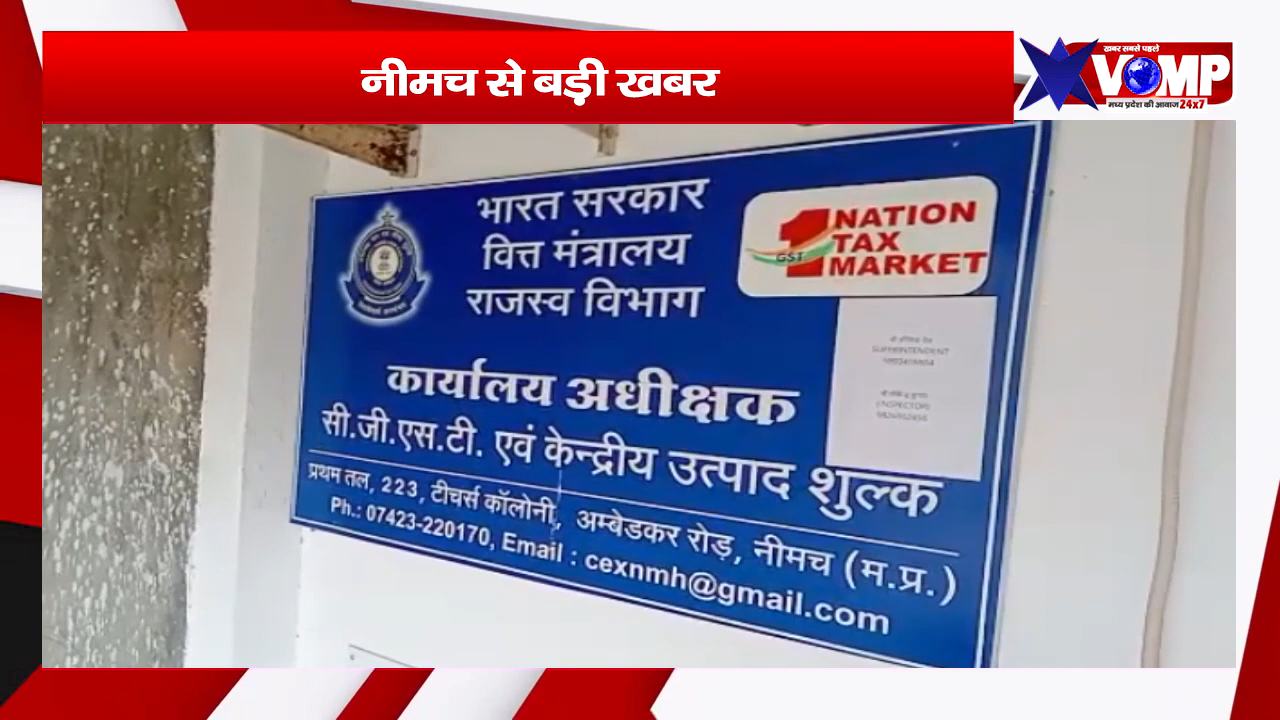 नीमच से बड़ी खबर
खबर सबसे पहले
VOMP
मध्य प्रदेश की आवाज 24x7
भारत सरकार
वित्त मंत्रालय
राजस्व विभाग
1 NATION
TAX
MARKET
GST
SUPERINTENDENT
(INSPECTOR)
कार्यालय अधीक्षक
सी.जी.एस.टी. एवं केन्द्रीय उत्पाद शुल्क
प्रथम तल, 223, टीचर्स कॉलोनी, अम्बेडकर रोड़, नीमच (म.प्र.)
Ph.: 07423-220170, Email : cexnmh@gmail.com